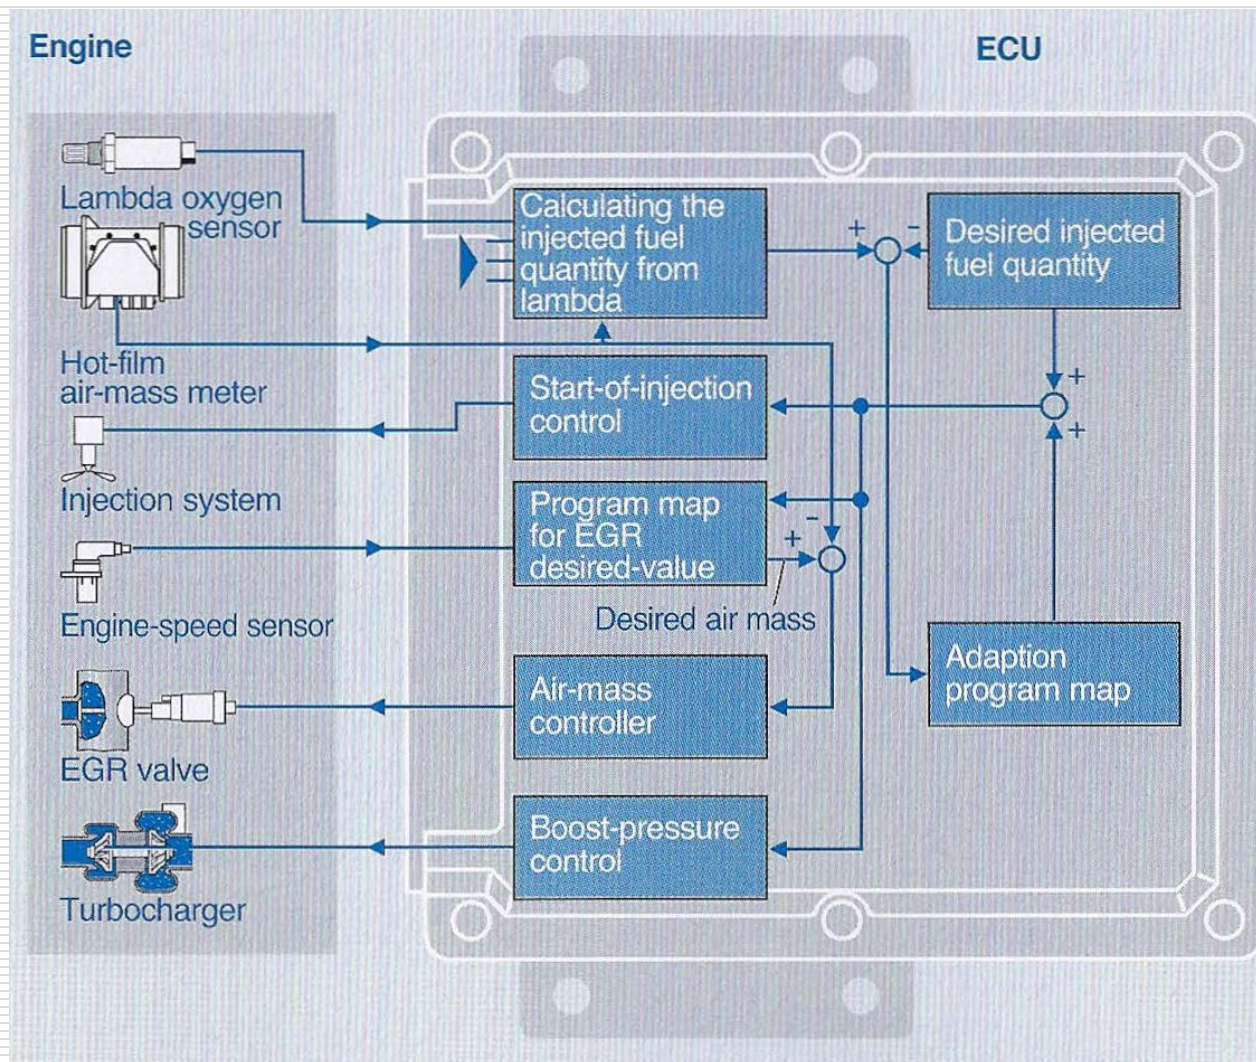 Engine
ECU
Lambda oxygen
sensor
Hot-film
air-mass meter
Injection system
Engine-speed sensor
EGR valve
Turbocharger
Calculating the
injected fuel
quantity from
lambda
+
-
Desired injected
fuel quantity
Start-of-injection
control
+
+
Program map
for EGR
desired-value
-
+
Desired air mass
Air-mass
controller
Adaption
program map
Boost-pressure
control